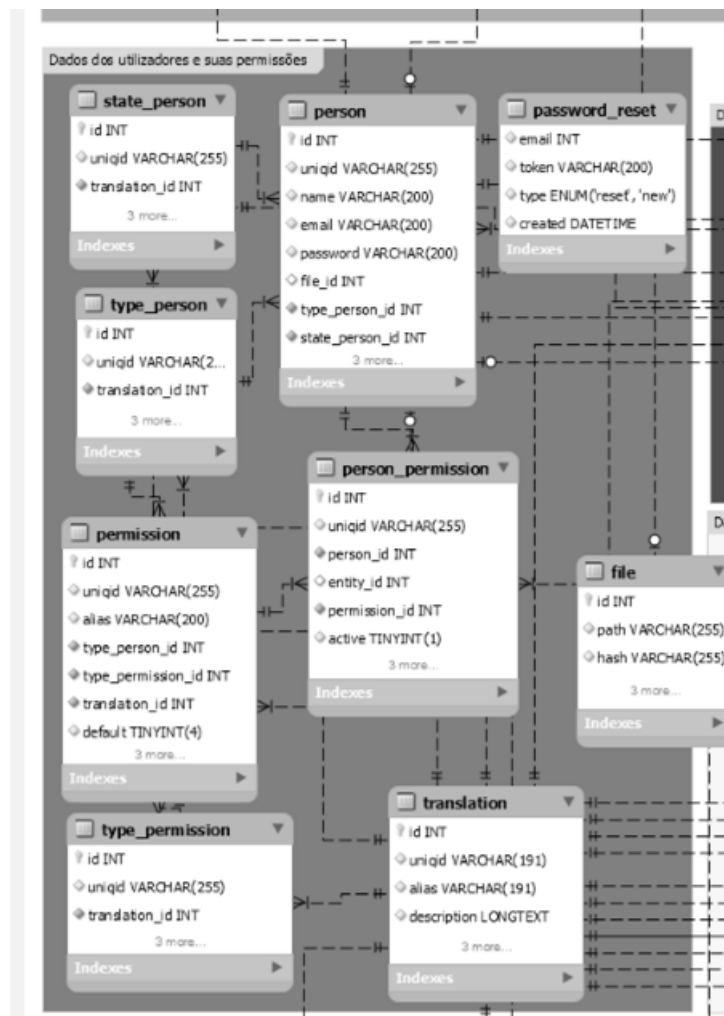 Dados dos utilizadores e suas permissões
state_person
id INT
uniqid VARCHAR(255)
translation_id INT
3 more...
Indexes
person
id INT
uniqid VARCHAR(255)
name VARCHAR(200)
email VARCHAR(200)
password VARCHAR(200)
file_id INT
type_person_id INT
state_person_id INT
3 more...
Indexes
password_reset
email INT
token VARCHAR(200)
type ENUM('reset', 'new')
created DATETIME
Indexes
type_person
id INT
uniqid VARCHAR(2...
translation_id INT
3 more...
Indexes
person_permission
id INT
uniqid VARCHAR(255)
person_id INT
entity_id INT
permission_id INT
active TINYINT(1)
3 more...
Indexes
permission
id INT
uniqid VARCHAR(255)
alias VARCHAR(200)
type_person_id INT
type_permission_id INT
translation_id INT
default TINYINT(4)
3 more...
Indexes
file
id INT
path VARCHAR(255)
hash VARCHAR(255)
3 more...
Indexes
type_permission
id INT
uniqid VARCHAR(255)
translation_id INT
3 more...
Indexes
translation
id INT
uniqid VARCHAR(191)
alias VARCHAR(191)
description LONGTEXT
3 more...
Indexes